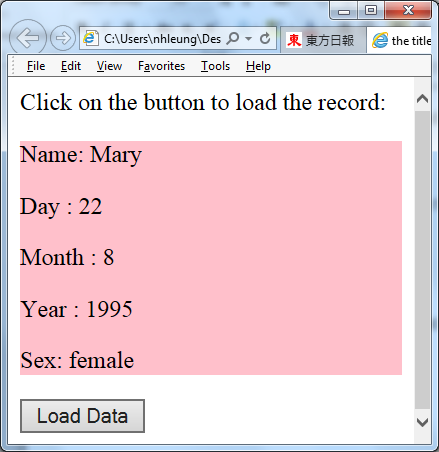 C:\Users\nhleung\Des
東方日報
the title
File Edit View Favorites Tools Help
Click on the button to load the record:
Name: Mary
Day : 22
Month : 8
Year : 1995
Sex: female
Load Data